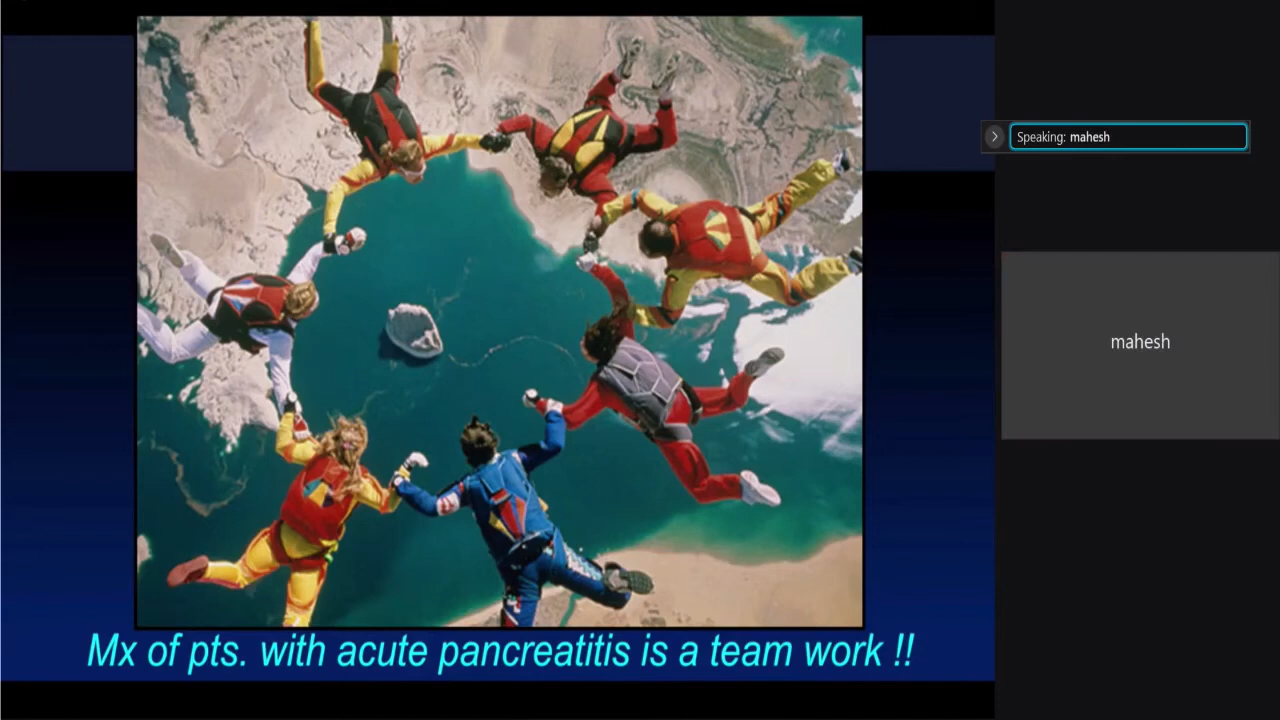 Speaking: mahesh
mahesh
Mx of pts. with acute pancreatitis is a team work !!